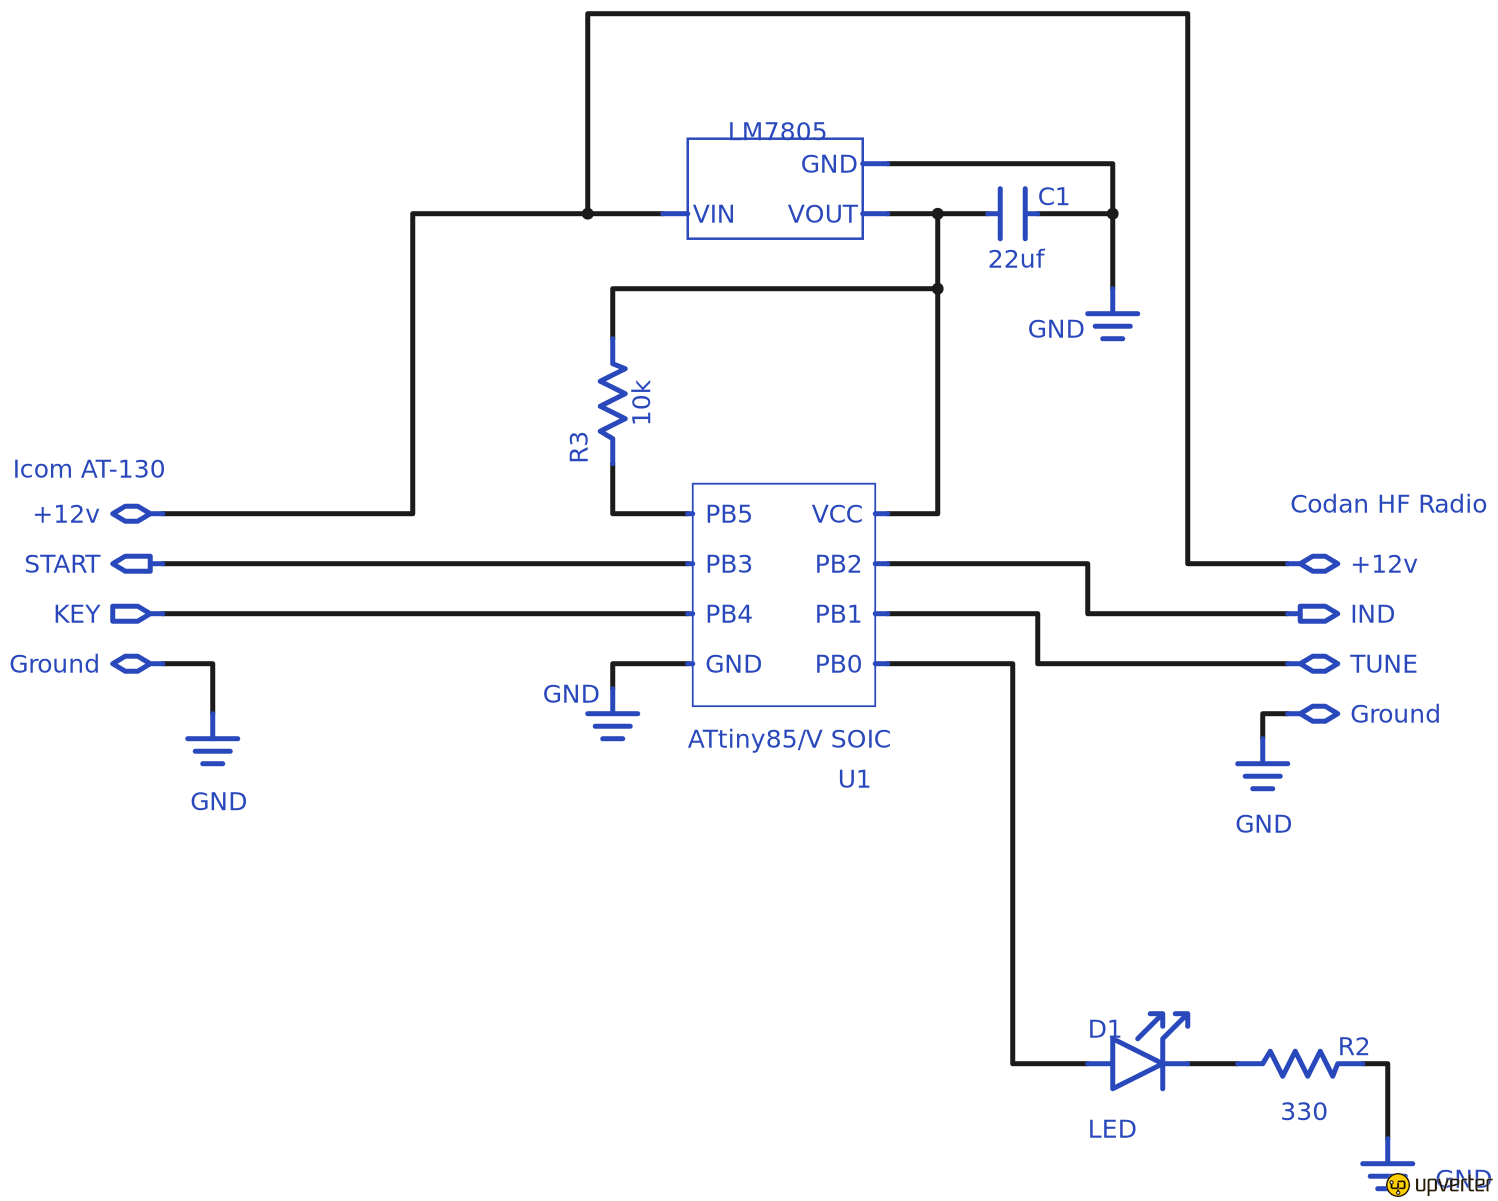 LM7805
GND
VIN
VOUT
C1
22uf
GND
R3
10k
Icom AT-130
+12v
START
KEY
Ground
GND
PB5
VCC
PB3
PB2
PB4
PB1
GND
PB0
GND
ATtiny85/V SOIC
U1
Codan HF Radio
+12v
IND
TUNE
Ground
GND
D1
LED
R2
330
GND
upverter